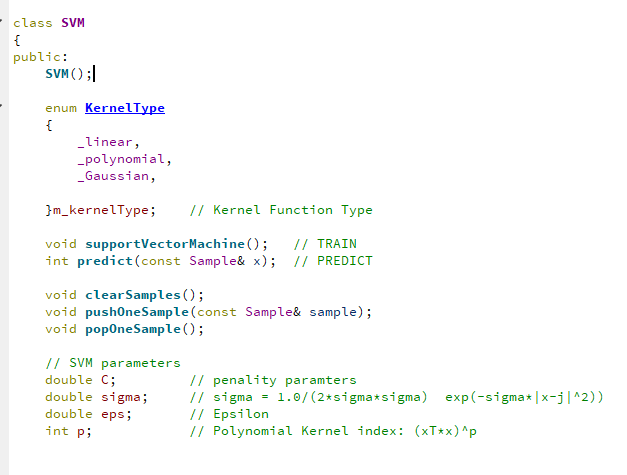 class SVM
{
public:
    SVM();
    enum KernelType
    {
        _linear,
        _polynomial,
        _Gaussian,
    }m_kernelType;    // Kernel Function Type
    void supportVectorMachine();   // TRAIN
    int predict(const Sample& x);  // PREDICT
    void clearSamples();
    void pushOneSample(const Sample& sample);
    void popOneSample();
    // SVM parameters
    double C;         // penality paramters
    double sigma;     // sigma = 1.0/(2*sigma*sigma)  exp(-sigma*|x-j|^2))
    double eps;       // Epsilon
    int p;            // Polynomial Kernel index: (xT*x)^p